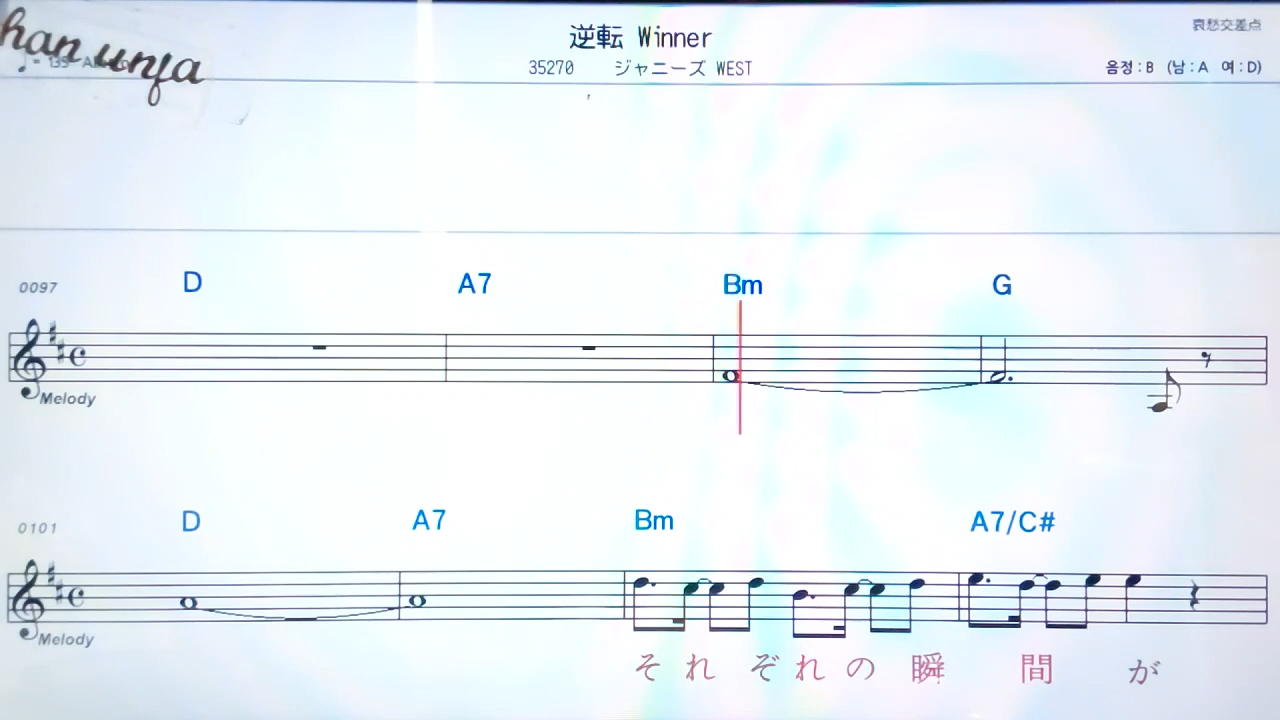 han unja
逆転 Winner
哀愁交差点
35270 ジャニーズ WEST
음정:B (남:A 여:D)
0097 D A7 Bm G
Melody
0101 D A7 Bm A7/C#
Melody
それぞれの瞬間が